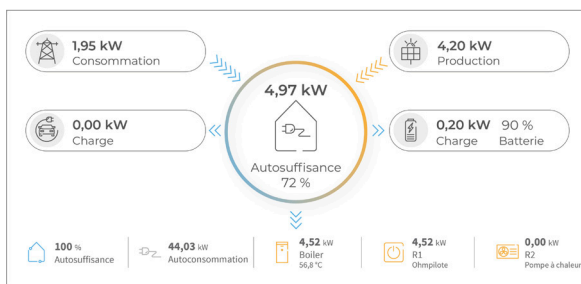 1,95 kW
Consommation
4,20 kW
Production
4,97 kW
0,00 kW
Charge
0,20 kW 90 %
Charge Batterie
Autosuffisance
72 %
100 %
Autosuffisance
44,03 kW
Autoconsommation
4,52 kW
Boiler
56,8 °C
4,52 kW
R1
Ohmpilote
0,00 kW
R2
Pompe à chaleur